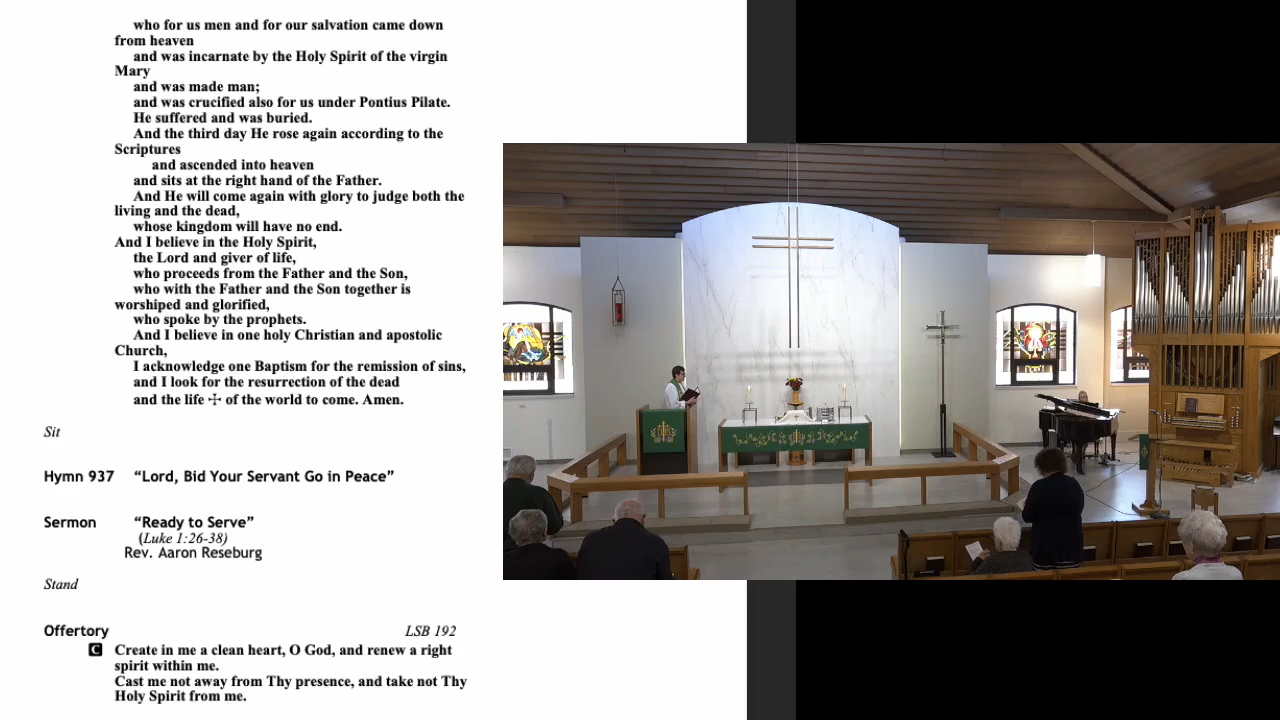 who for us men and for our salvation came down
from heaven
and was incarnate by the Holy Spirit of the virgin
Mary
and was made man;
and was crucified also for us under Pontius Pilate.
He suffered and was buried.
And the third day He rose again according to the
Scriptures
and ascended into heaven
and sits at the right hand of the Father.
And He will come again with glory to judge both the
living and the dead,
whose kingdom will have no end.
And I believe in the Holy Spirit,
the Lord and giver of life,
who proceeds from the Father and the Son,
who with the Father and the Son together is
worshiped and glorified,
who spoke by the prophets.
And I believe in one holy Christian and apostolic
Church,
I acknowledge one Baptism for the remission of sins,
and I look for the resurrection of the dead
and the life ☩ of the world to come. Amen.
Sit
Hymn 937 “Lord, Bid Your Servant Go in Peace”
Sermon “Ready to Serve”
(Luke 1:26-38)
Rev. Aaron Reseburg
Stand
Offertory LSB 192
C Create in me a clean heart, O God, and renew a right
spirit within me.
Cast me not away from Thy presence, and take not Thy
Holy Spirit from me.